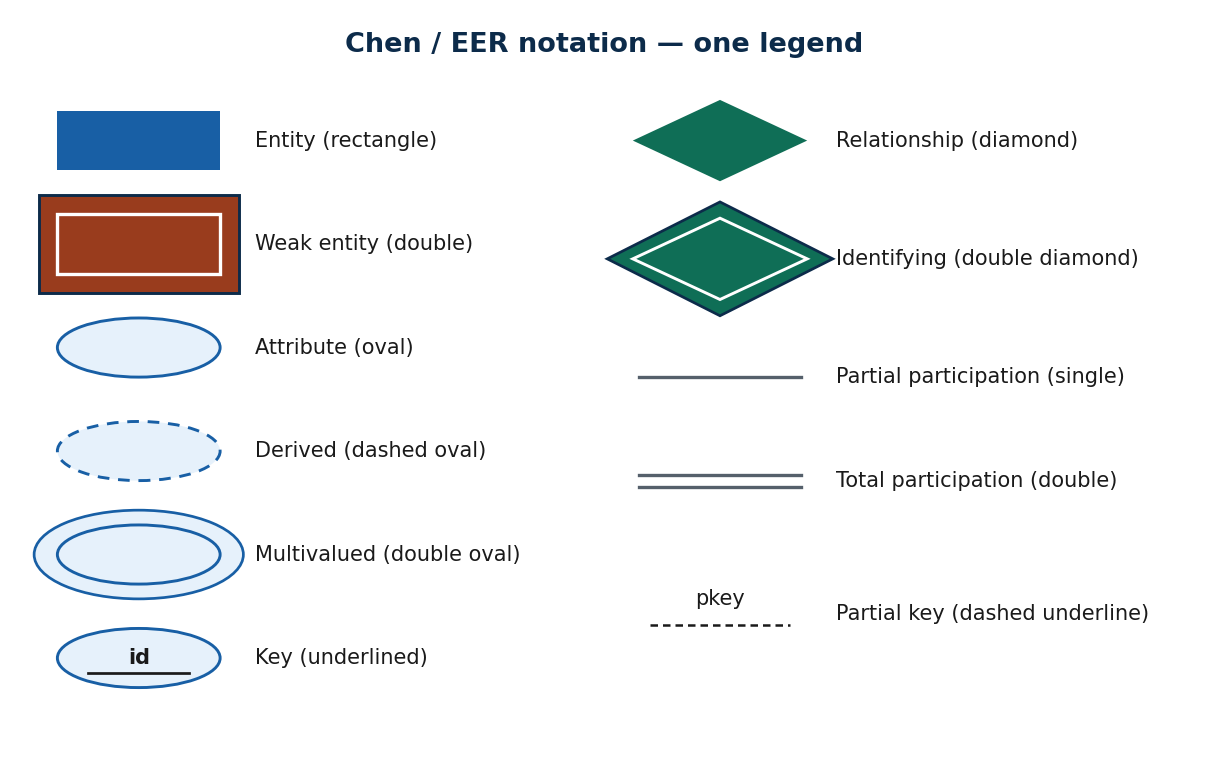 Chen / EER notation — one legend
Entity (rectangle)
Weak entity (double)
Attribute (oval)
Derived (dashed oval)
Multivalued (double oval)
id
Key (underlined)
Relationship (diamond)
Identifying (double diamond)
Partial participation (single)
Total participation (double)
pkey
Partial key (dashed underline)